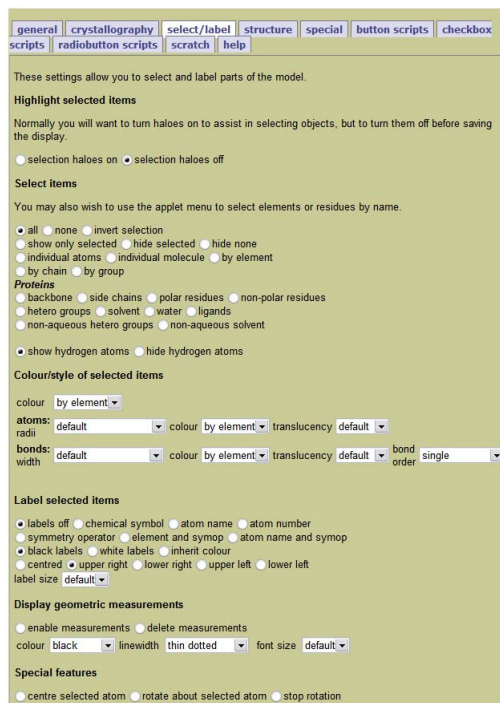 general crystallography select/label structure special button scripts checkbox
scripts radiobutton scripts scratch help
These settings allow you to select and label parts of the model.
Highlight selected items
Normally you will want to turn haloes on to assist in selecting objects, but to turn them off before saving
the display.
selection haloes on selection haloes off
Select items
You may also wish to use the applet menu to select elements or residues by name.
all none invert selection
show only selected hide selected hide none
individual atoms individual molecule by element
by chain by group
Proteins
backbone side chains polar residues non-polar residues
hetero groups solvent water ligands
non-aqueous hetero groups non-aqueous solvent
show hydrogen atoms hide hydrogen atoms
Colour/style of selected items
colour by element
atoms: radii default colour by element translucency default
bonds: width default colour by element translucency default bond order single
Label selected items
labels off chemical symbol atom name atom number
symmetry operator element and symop atom name and symop
black labels white labels inherit colour
centred upper right lower right upper left lower left
label size default
Display geometric measurements
enable measurements delete measurements
colour black linewidth thin dotted font size default
Special features
centre selected atom rotate about selected atom stop rotation